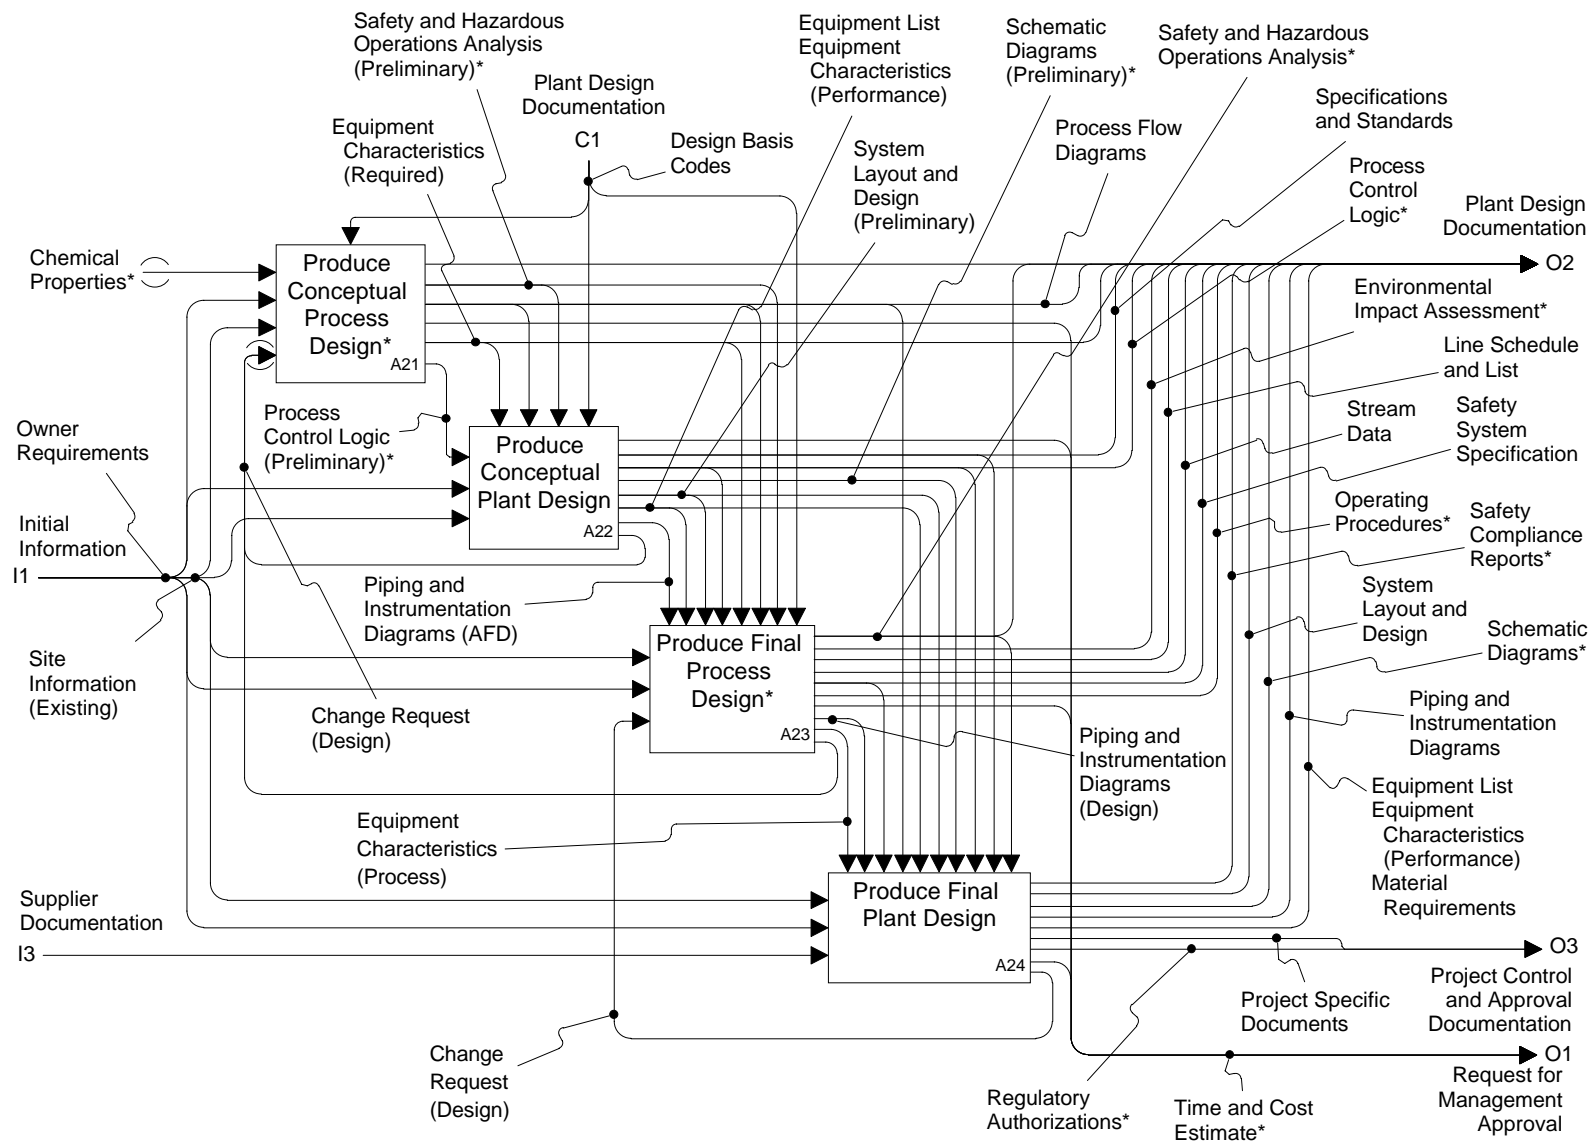 Safety and Hazardous
Operations Analysis
(Preliminary)*
Plant Design
Documentation
C1
Design Basis
Codes
Equipment
Characteristics
(Required)
Equipment List
Equipment
Characteristics
(Performance)
System
Layout and
Design
(Preliminary)
Schematic
Diagrams
(Preliminary)*
Process Flow
Diagrams
Safety and Hazardous
Operations Analysis*
Specifications
and Standards
Process
Control
Logic*
Plant Design
Documentation
O2
Chemical
Properties*
Produce
Conceptual
Process
Design*
A21
Environmental
Impact Assessment*
Line Schedule
and List
Stream
Data
Safety
System
Specification
Process
Control Logic
(Preliminary)*
Owner
Requirements
Produce
Conceptual
Plant Design
A22
Operating
Procedures*
Safety
Compliance
Reports*
Initial
Information
I1
Piping and
Instrumentation
Diagrams (AFD)
System
Layout and
Design
Schematic
Diagrams*
Site
Information
(Existing)
Produce Final
Process
Design*
A23
Change Request
(Design)
Piping and
Instrumentation
Diagrams
(Design)
Piping and
Instrumentation
Diagrams
Equipment List
Equipment
Characteristics
(Performance)
Material
Requirements
Equipment
Characteristics
(Process)
Supplier
Documentation
I3
Produce Final
Plant Design
A24
O3
Project Specific
Documents
Project Control
and Approval
Documentation
Change
Request
(Design)
O1
Regulatory
Authorizations*
Time and Cost
Estimate*
Request for
Management
Approval